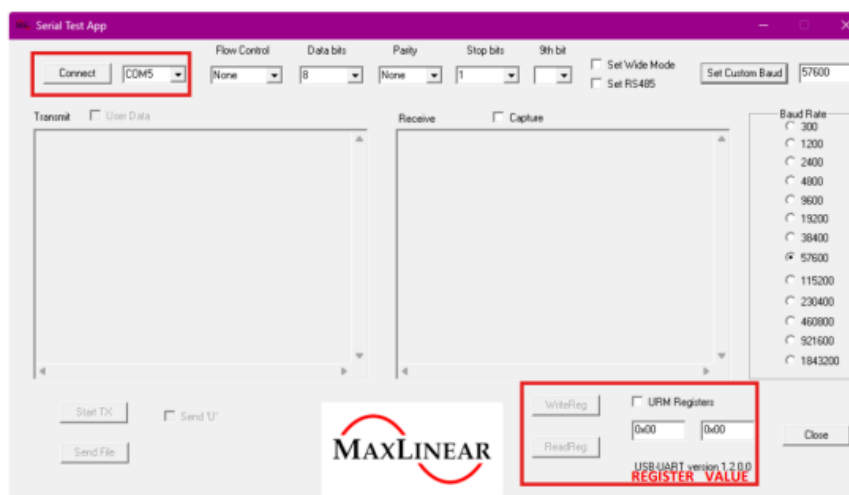 Serial Test App
Flow Control Data bits Parity Stop bits 9th bit
Connect COM5 None 8 None 1 Set Wide Mode Set Custom Baud 57600
Set RS485
Transmit User Data Receive Capture Baud Rate
300
1200
2400
4800
9600
19200
38400
57600
115200
230400
460800
921600
1843200
Start TX Send 'U' WriteReg URM Registers
0x00 0x00
Send File MAXLINEAR ReadReg Close
USB-UART version 1.2.0.0
REGISTER VALUE